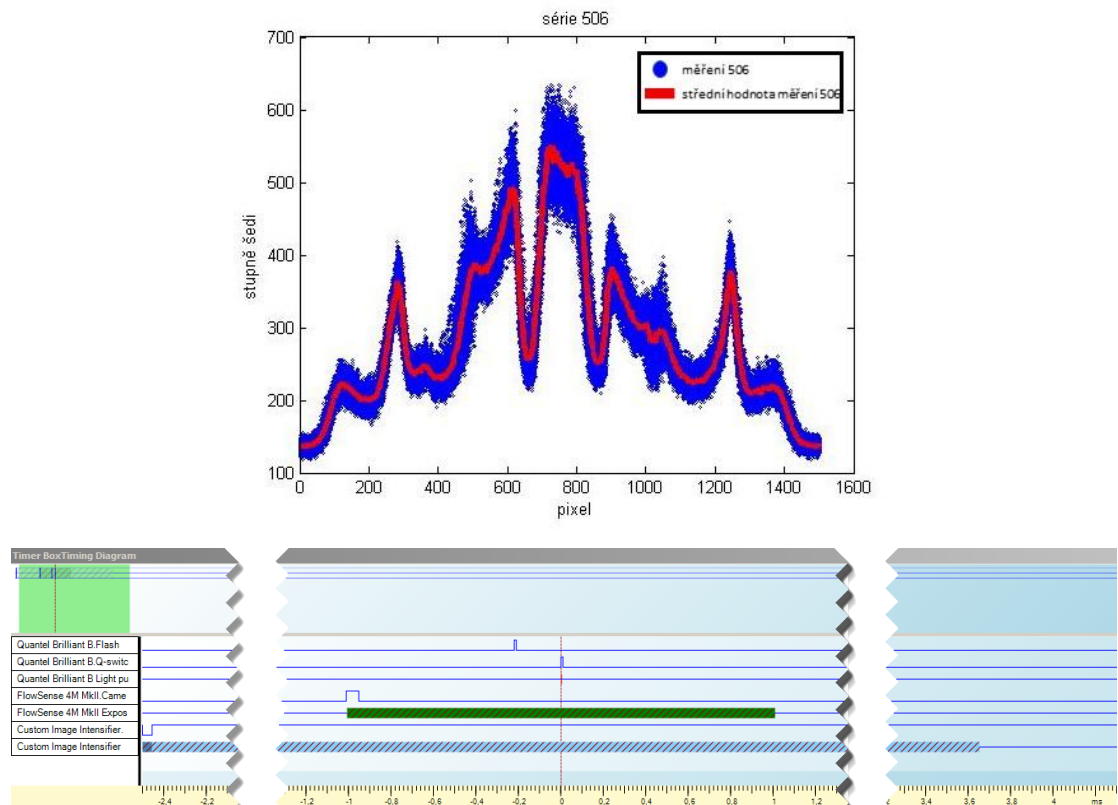 série 506
700
600
500
400
300
200
100
stupně šedi
měření 506
střední hodnota měření 506
0 200 400 600 800 1000 1200 1400 1600
pixel
Timer BoxTiming Diagram
Quantel Brilliant B.Flash
Quantel Brilliant B.Q-switc
Quantel Brilliant B Light pu
FlowSense 4M MkII.Came
FlowSense 4M MkII Expos
Custom Image Intensifier.
Custom Image Intensifier
-2,4 -2,2 -1,2 -1 -0,8 -0,6 -0,4 -0,2 0 0,2 0,4 0,6 0,8 1 1,2 3,4 3,6 3,8 4 ms